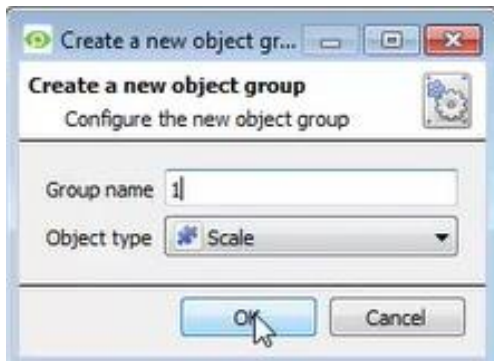 Create a new object gr...
Create a new object group
Configure the new object group
Group name 1
Object type Scale
OK Cancel